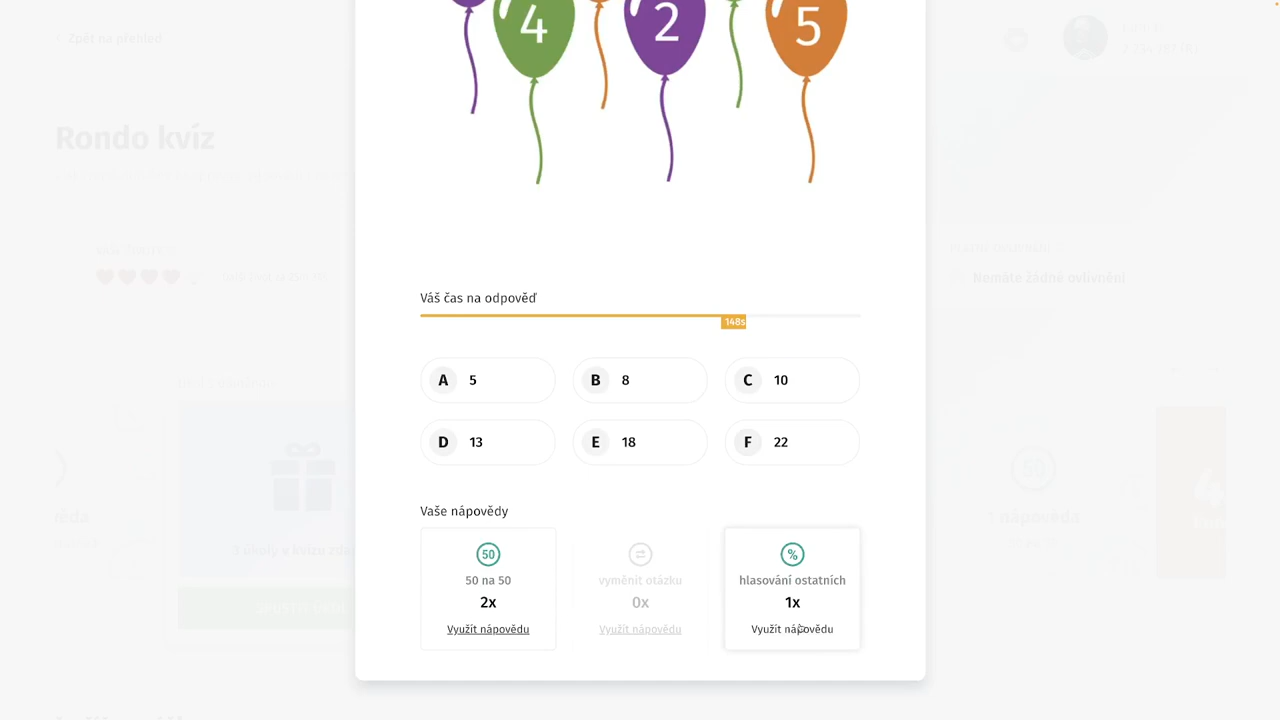 4 2 5
Zpět na přehled
Rondo kvíz
Váš čas na odpověď
148s
A 5
B 8
C 10
D 13
E 18
F 22
Vaše nápovědy
50
50 na 50
2x
Využít nápovědu
vyměnit otázku
0x
Využít nápovědu
%
hlasování ostatních
1x
Využít nápovědu
Nemáte žádné ovlivnění
50
nápověda